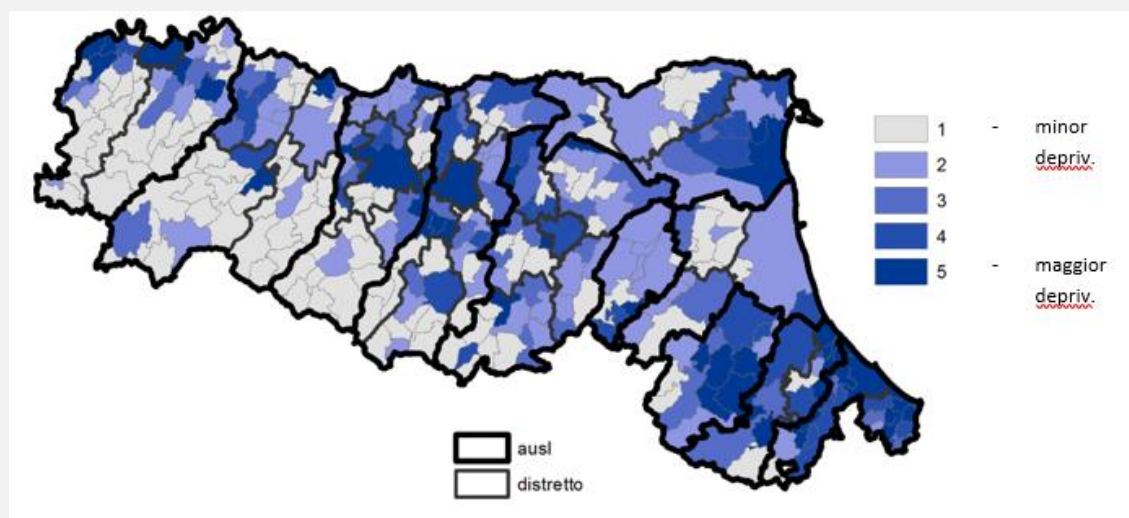 1 - minor
depriv.
2
3
4
5 - maggior
depriv.
ausl
distretto